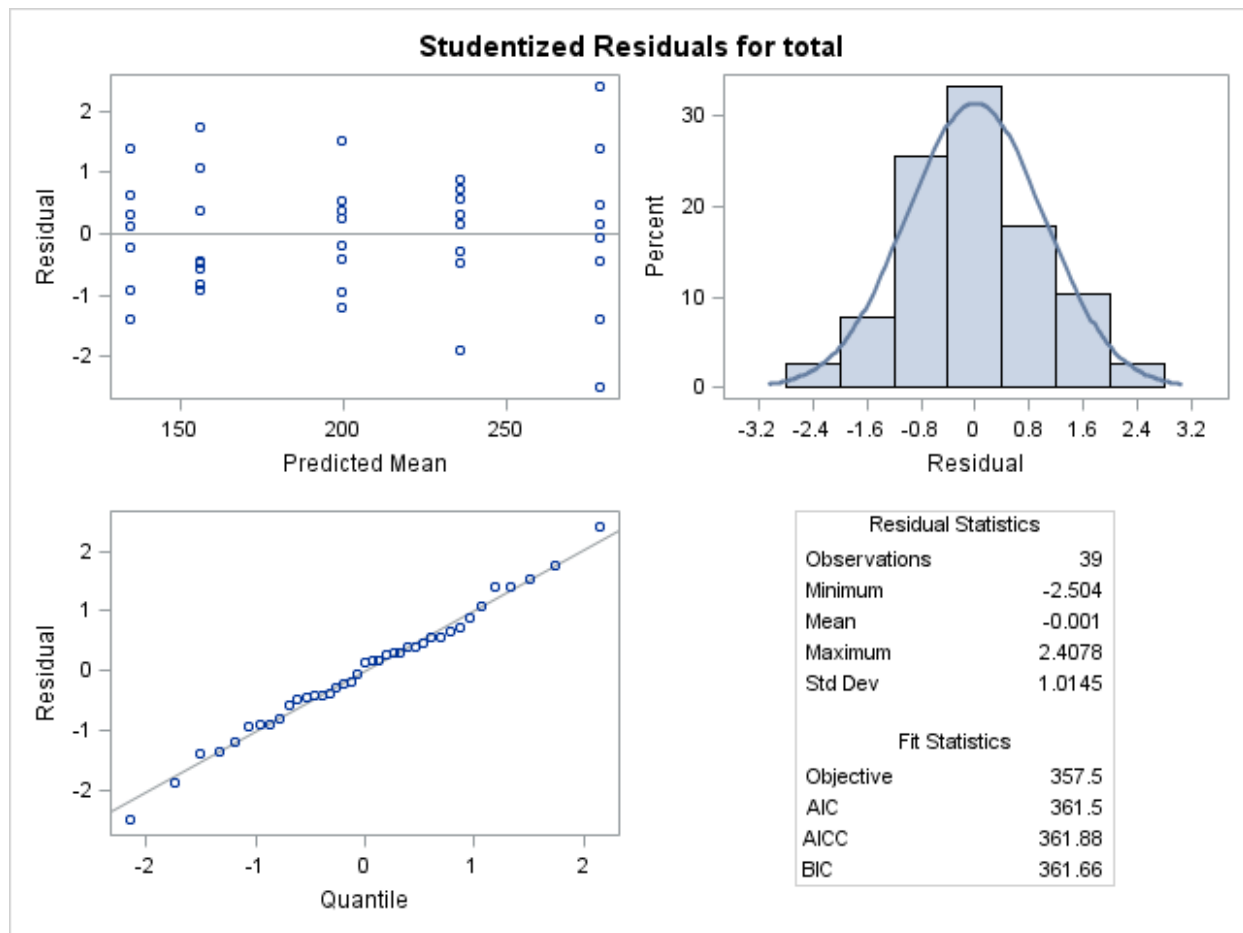 Studentized Residuals for total
Residual
2
1
0
-1
-2
150
200
250
Predicted Mean
Percent
30
20
10
0
-3.2 -2.4 -1.6 -0.8 0 0.8 1.6 2.4 3.2
Residual
Residual
2
1
0
-1
-2
-2 -1 0 1 2
Quantile
Residual Statistics
Observations 39
Minimum -2.504
Mean -0.001
Maximum 2.4078
Std Dev 1.0145
Fit Statistics
Objective 357.5
AIC 361.5
AICC 361.88
BIC 361.66